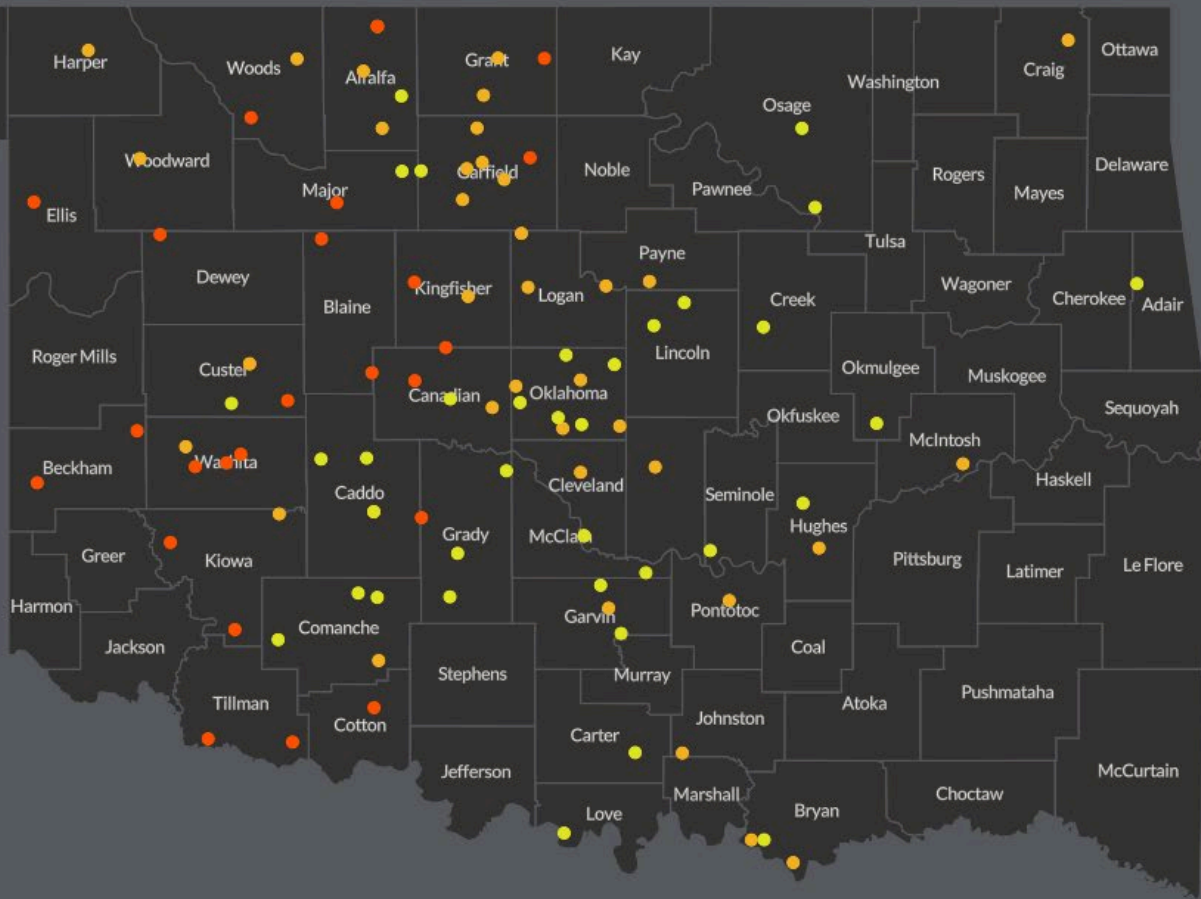 Harper
Woods
Alfalfa
Grant
Kay
Osage
Washington
Craig
Ottawa
Woodward
Major
Garfield
Noble
Pawnee
Rogers
Mayes
Delaware
Ellis
Dewey
Blaine
Kingfisher
Logan
Payne
Creek
Tulsa
Wagoner
Cherokee
Adair
Roger Mills
Custer
Canadian
Oklahoma
Lincoln
Okmulgee
Muskogee
Sequoyah
Okfuskee
McIntosh
Beckham
Washita
Caddo
Cleveland
Seminole
Haskell
Grady
McClain
Hughes
Greer
Kiowa
Pittsburg
Latimer
Le Flore
Harmon
Jackson
Comanche
Garvin
Pontotoc
Coal
Stephens
Murray
Tillman
Cotton
Carter
Johnston
Atoka
Pushmataha
Jefferson
Love
Marshall
Bryan
Choctaw
McCurtain